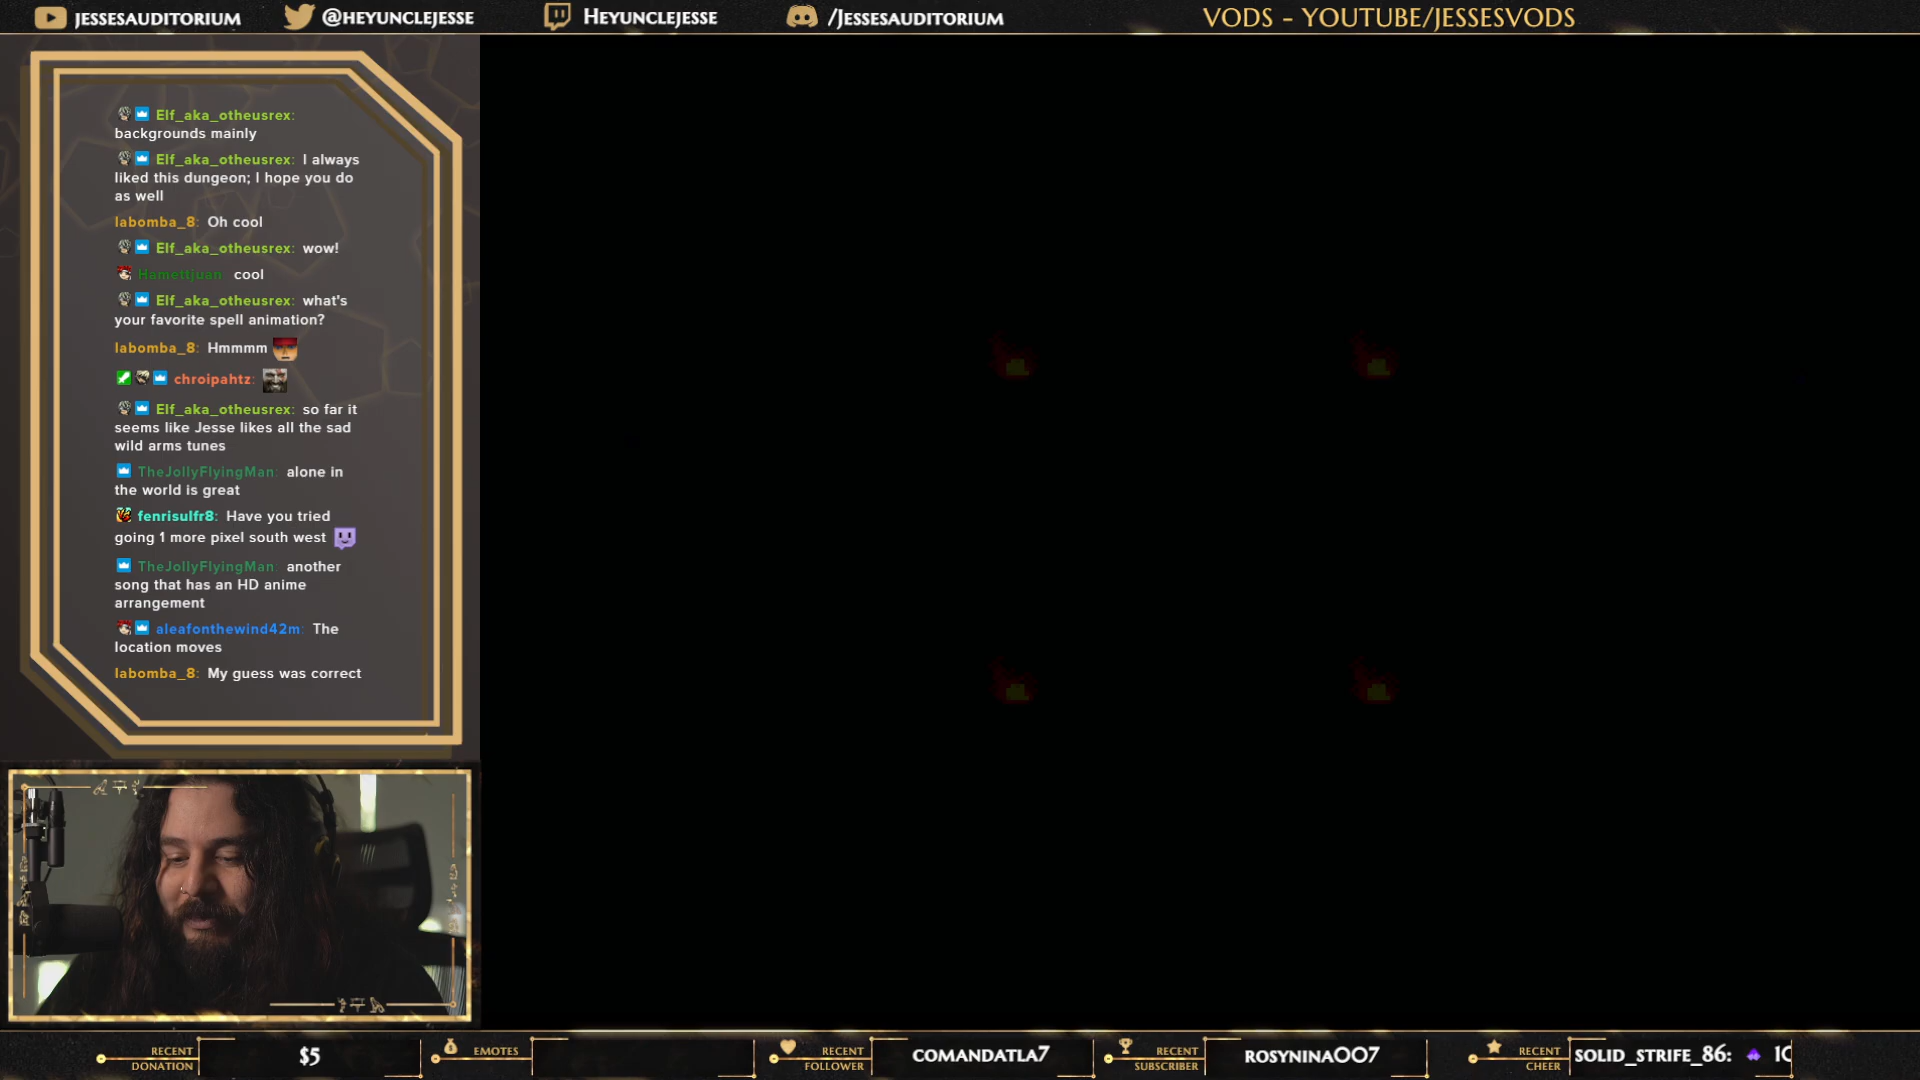 JESSESAUDITORIUM
@HEYUNCLEJESSE
HEYUNCLEJESSE
/JESSESAUDITORIUM
VODS - YOUTUBE/JESSESVODS
Elf_aka_otheusrex:
backgrounds mainly
Elf_aka_otheusrex: I always
liked this dungeon; I hope you do
as well
labomba_8: Oh cool
Elf_aka_otheusrex: wow!
Hamettjuan: cool
Elf_aka_otheusrex: what's
your favorite spell animation?
labomba_8: Hmmmm
chroipahtz:
Elf_aka_otheusrex: so far it
seems like Jesse likes all the sad
wild arms tunes
TheJollyFlyingMan: alone in
the world is great
fenrisulfr8: Have you tried
going 1 more pixel south west
TheJollyFlyingMan: another
song that has an HD anime
arrangement
aleafonthewind42m: The
location moves
labomba_8: My guess was correct
RECENT
DONATION
$5
EMOTES
RECENT
FOLLOWER
COMANDATLA7
RECENT
SUBSCRIBER
ROSYNINA007
RECENT
CHEER
SOLID_STRIFE_86: